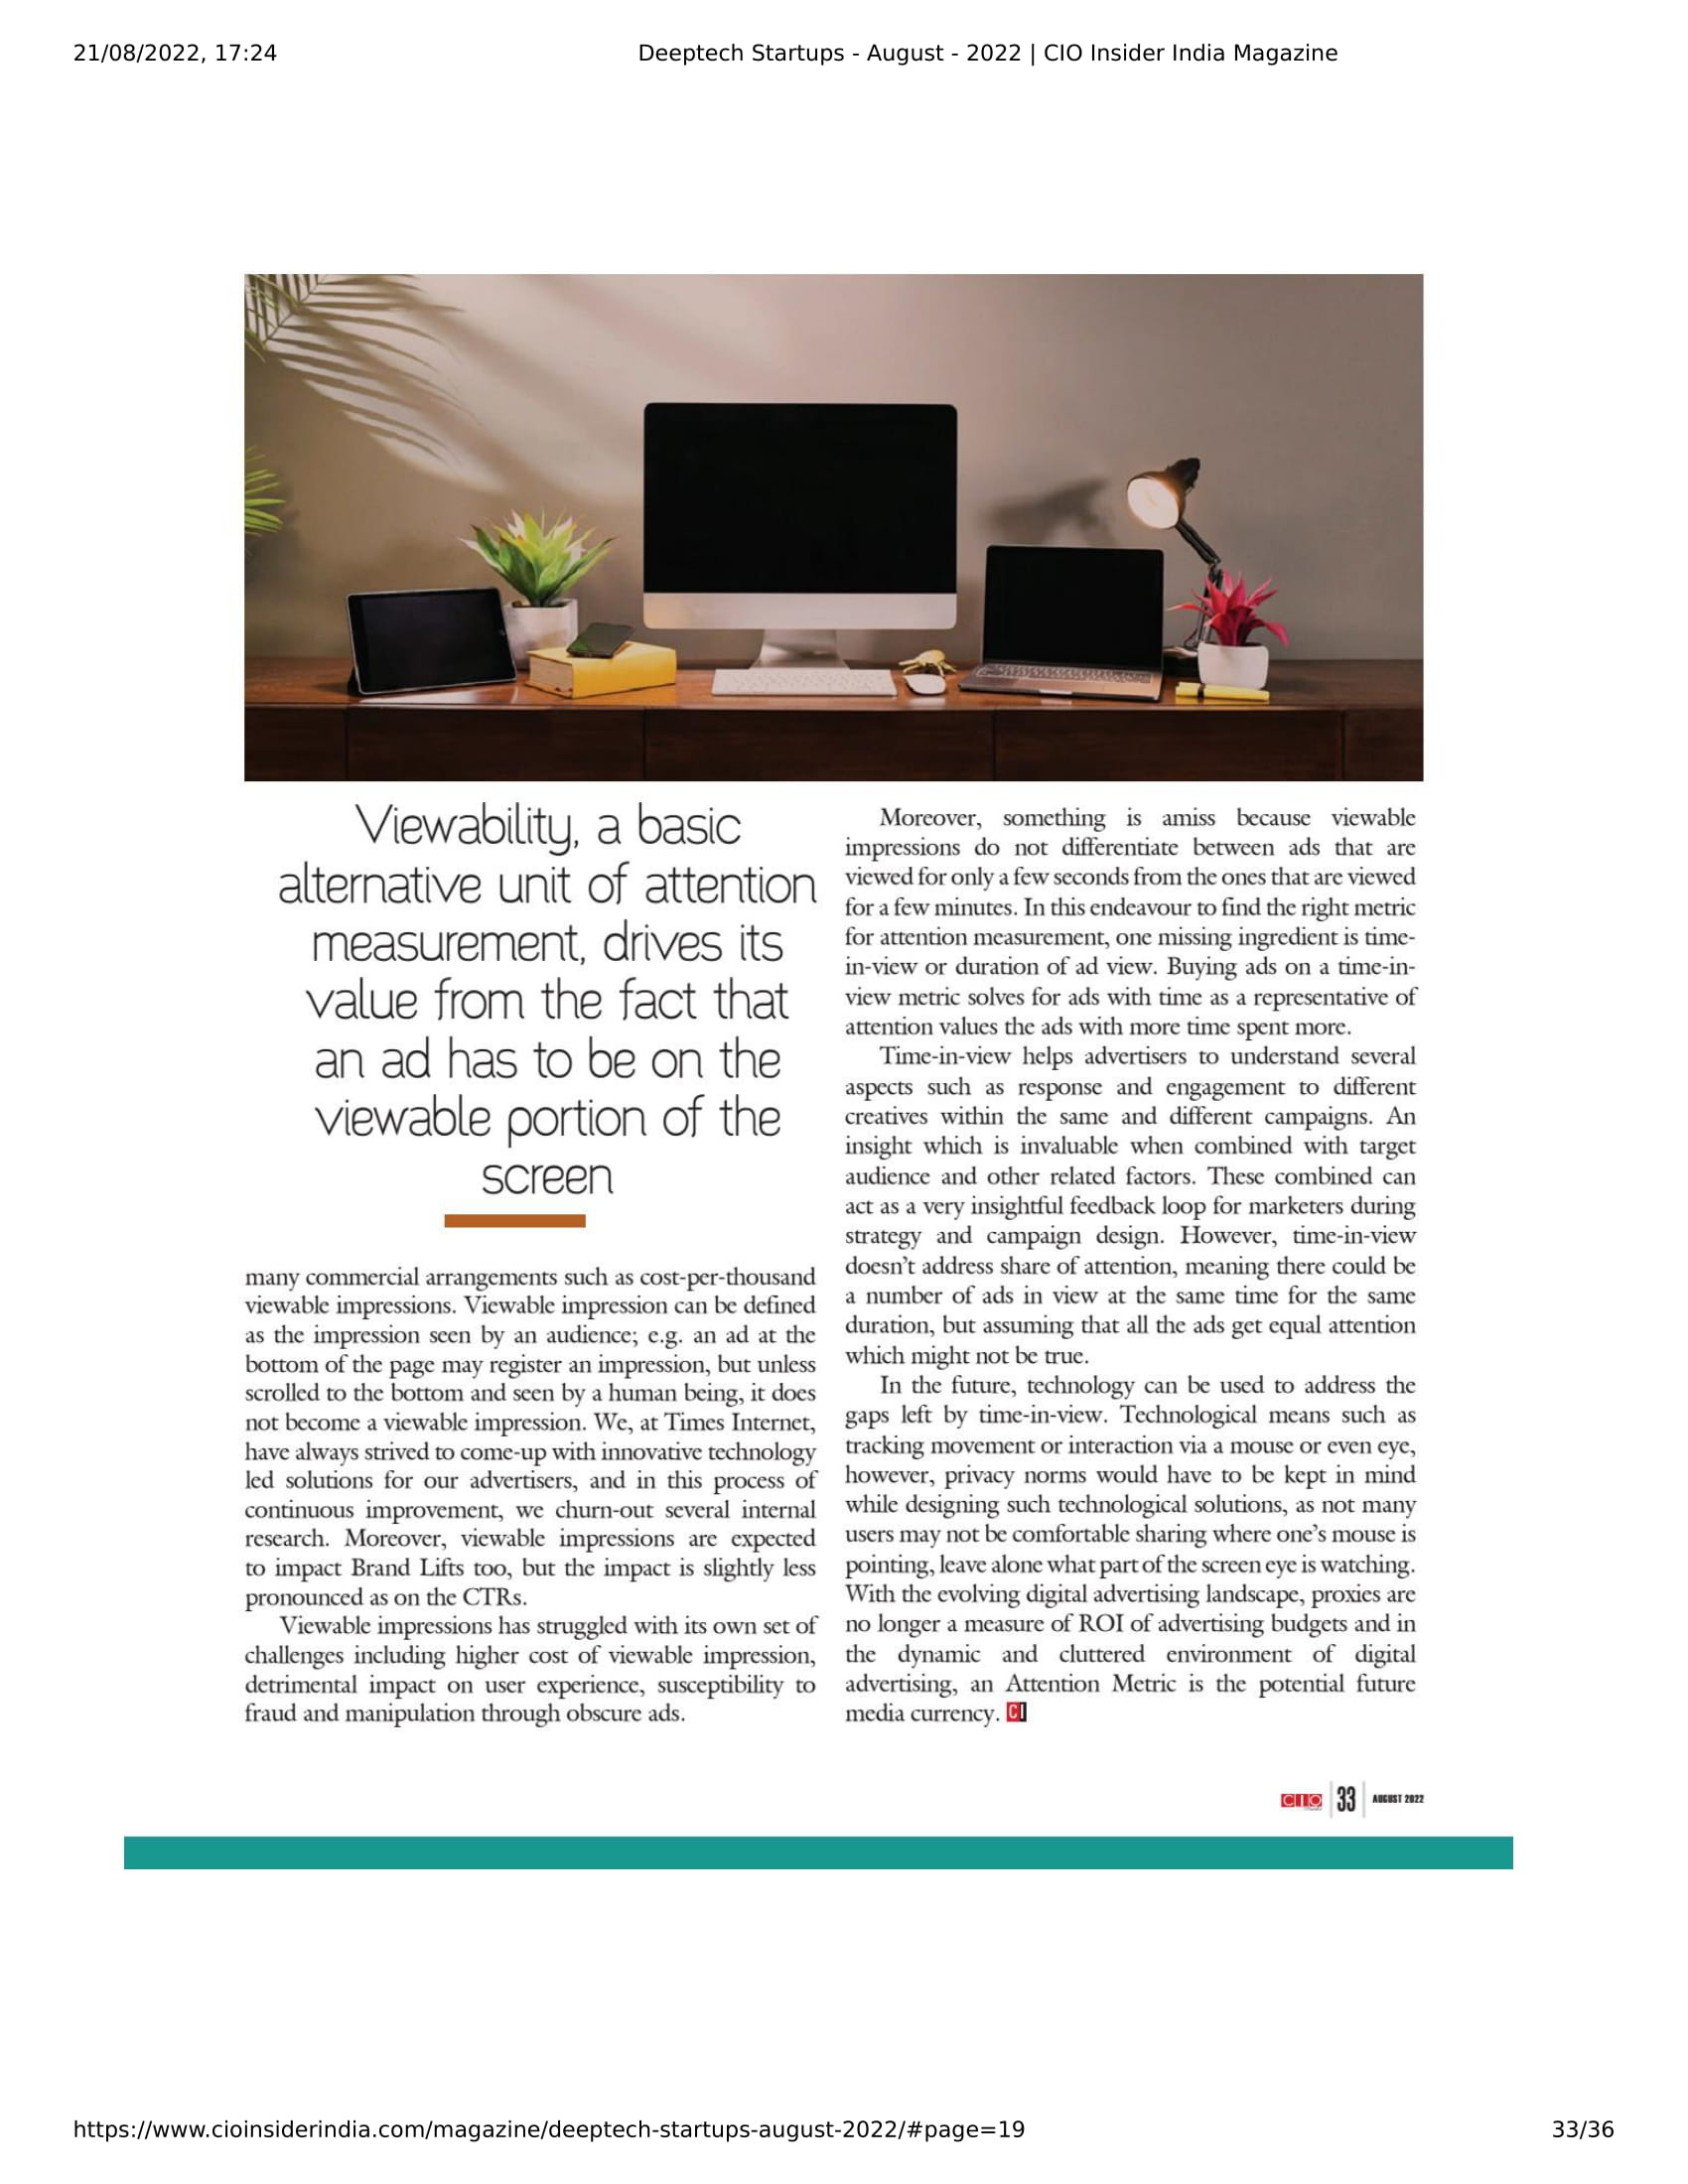 21/08/2022, 17:24
Deeptech Startups - August - 2022 | CIO Insider India Magazine
Viewability, a basic
alternative unit of attention
measurement, drives its
value from the fact that
an ad has to be on the
viewable portion of the
screen
many commercial arrangements such as cost-per-thousand
viewable impressions. Viewable impression can be defined
as the impression seen by an audience; e.g. an ad at the
bottom of the page may register an impression, but unless
scrolled to the bottom and seen by a human being, it does
not become a viewable impression. We, at Times Internet,
have always strived to come-up with innovative technology
led solutions for our advertisers, and in this process of
continuous improvement, we churn-out several internal
research. Moreover, viewable impressions are expected
to impact Brand Lifts too, but the impact is slightly less
pronounced as on the CTRs.
Viewable impressions has struggled with its own set of
challenges including higher cost of viewable impression,
detrimental impact on user experience, susceptibility to
fraud and manipulation through obscure ads.
Moreover, something is amiss because viewable
impressions do not differentiate between ads that are
viewed for only a few seconds from the ones that are viewed
for a few minutes. In this endeavour to find the right metric
for attention measurement, one missing ingredient is time-
in-view or duration of ad view. Buying ads on a time-in-
view metric solves for ads with time as a representative of
attention values the ads with more time spent more.
Time-in-view helps advertisers to understand several
aspects such as response and engagement to different
creatives within the same and different campaigns. An
insight which is invaluable when combined with target
audience and other related factors. These combined can
act as a very insightful feedback loop for marketers during
strategy and campaign design. However, time-in-view
doesn't address share of attention, meaning there could be
a number of ads in view at the same time for the same
duration, but assuming that all the ads get equal attention
which might not be true.
In the future, technology can be used to address the
gaps left by time-in-view. Technological means such as
tracking movement or interaction via a mouse or even eye,
however, privacy norms would have to be kept in mind
while designing such technological solutions, as not many
users may not be comfortable sharing where one's mouse is
pointing, leave alone what part of the screen eye is watching.
With the evolving digital advertising landscape, proxies are
no longer a measure of ROI of advertising budgets and in
the dynamic and cluttered environment of digital
advertising, an Attention Metric is the potential future
media currency. CI
CIO 33 AUGUST 2022
https://www.cioinsiderindia.com/magazine/deeptech-startups-august-2022/#page=19
33/36